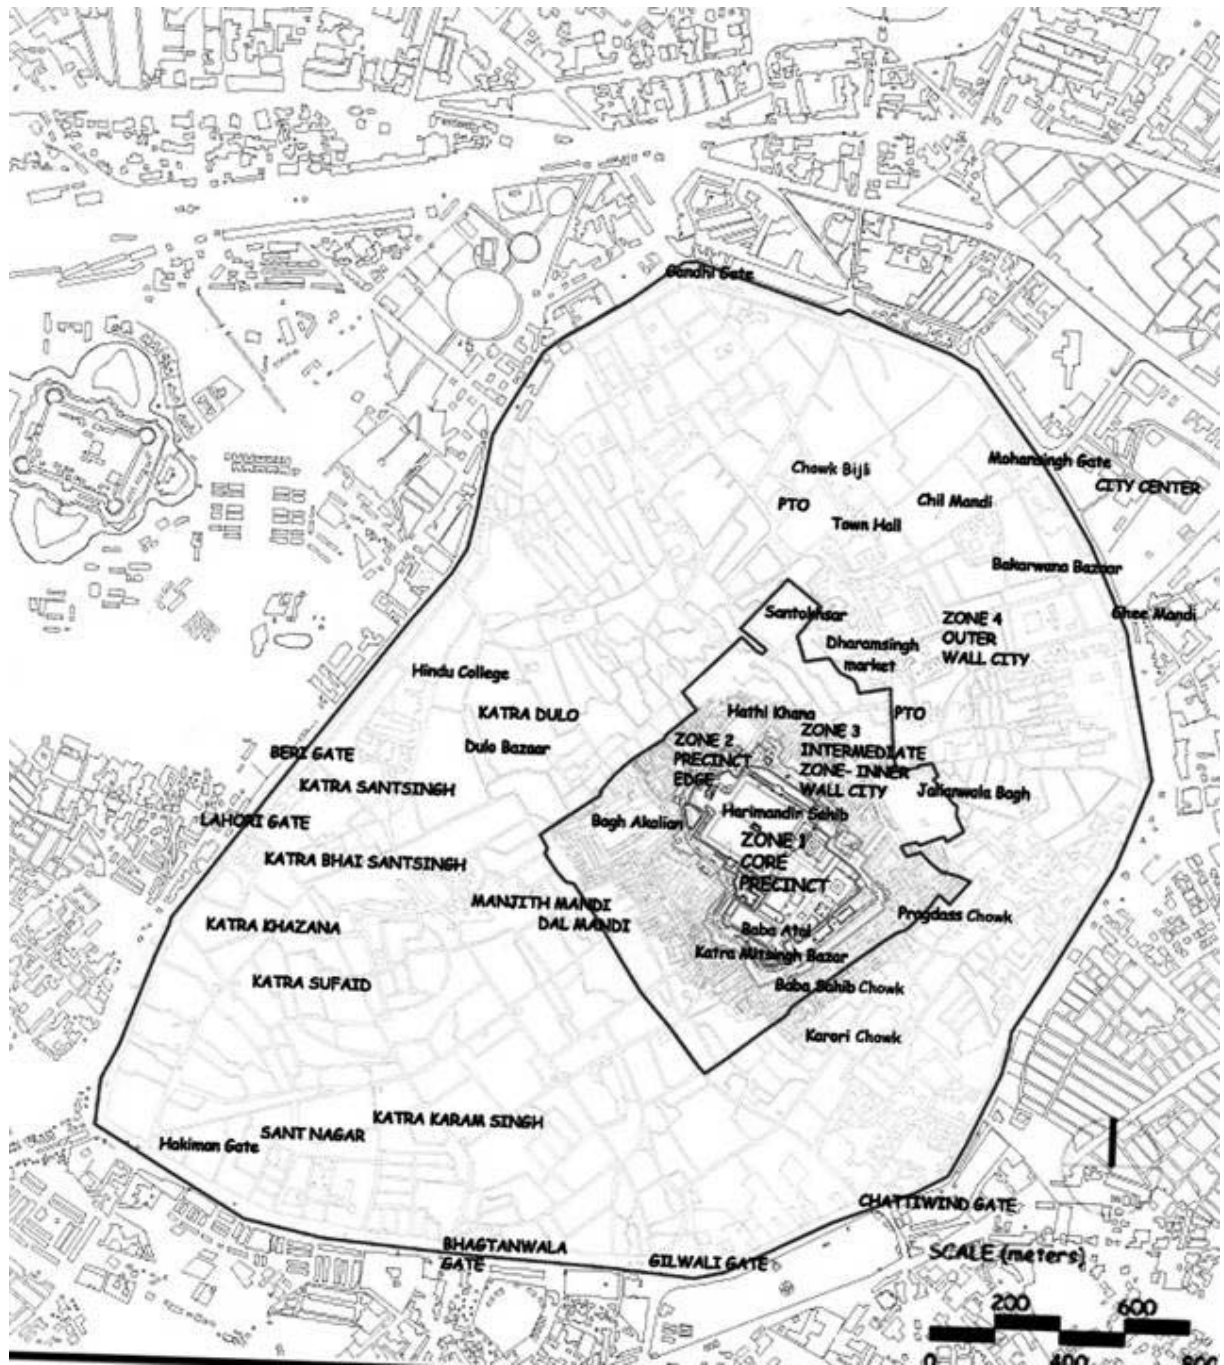 Gandhi Gate
Chowk Bijli
Mohansingh Gate
CITY CENTER
PTO
Chil Mandi
Town Hall
Bakarwana Bazaar
Santokhsar
Ghee Mandi
ZONE 4
OUTER
WALL CITY
Dharamsingh
market
Hindu College
KATRA DULO
Hathi Khana
PTO
Dulo Bazaar
ZONE 2
PRECINCT
EDGE
ZONE 3
INTERMEDIATE
ZONE- INNER
WALL CITY
BERI GATE
KATRA SANTSINGH
Jalianwala Bagh
LAHORI GATE
Bagh Akalian
Harimandir Sahib
ZONE 1
CORE
PRECINCT
KATRA BHAI SANTSINGH
MANJITH MANDI
DAL MANDI
Pragdass Chowk
KATRA KHAZANA
Baba Atal
Katra Mitsingh Bazar
KATRA SUFAID
Baba Sahib Chowk
Karori Chowk
KATRA KARAM SINGH
SANT NAGAR
Hakiman Gate
CHATTIWIND GATE
BHAGTANWALA
GATE
GILWALI GATE
SCALE (meters)
200 600
0 400 800